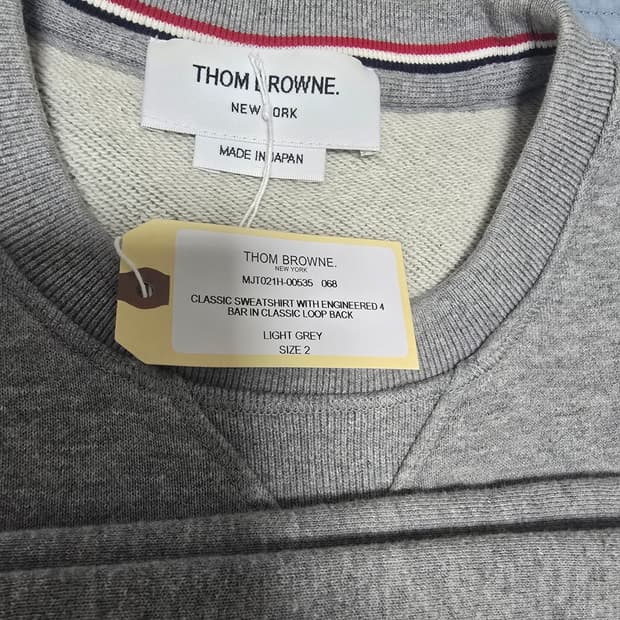 THOM BROWNE.
NEW YORK
MADE IN JAPAN
THOM BROWNE.
NEW YORK
MJT021H-00535 068
CLASSIC SWEATSHIRT WITH ENGINEERED 4
BAR IN CLASSIC LOOP BACK
LIGHT GREY
SIZE 2